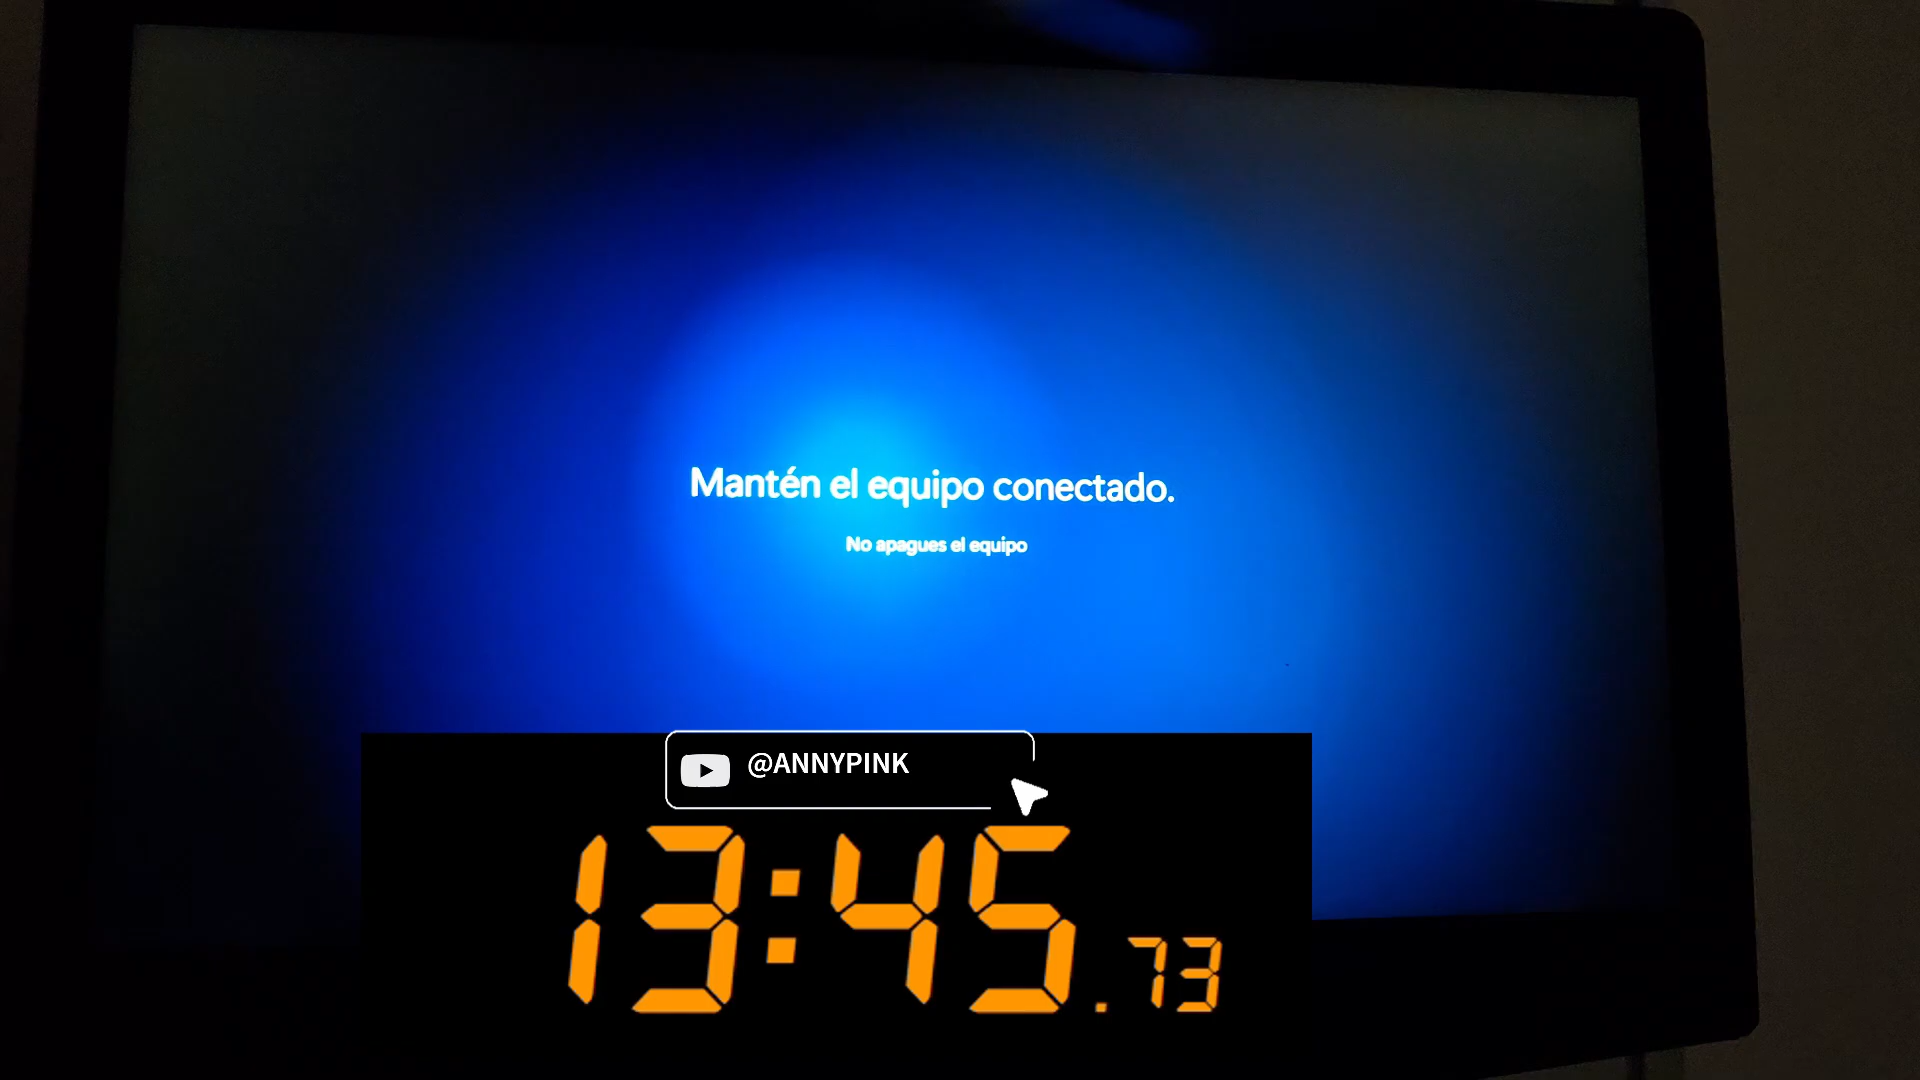 Mantén el equipo conectado.
No apagues el equipo
@ANNYPINK
13:45.73